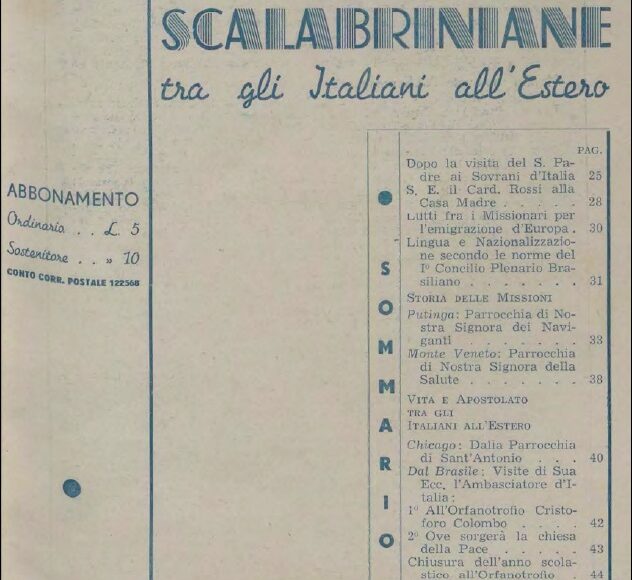 SCALABRINIANE
tra gli Italiani all'Estero
ABBONAMENTO
Ordinario . . £. 5
Sostenitore . . » 10
CONTO CORR. POSTALE 122568
SOMMARIO
PAG.
Dopo la visita del S. Pa-
dre ai Sovrani d'Italia 25
S. E. il Card. Rossi alla
Casa Madre . . . . . 28
Lutti fra i Missionari per
l'emigrazione d'Europa . 30
Lingua e Nazionalizzazio-
ne secondo le norme del
Iº Concilio Plenario Bra-
siliano . . . . . . . 31
STORIA DELLE MISSIONI
Putinga: Parrocchia di No-
stra Signora dei Navi-
ganti . . . . . . . 33
Monte Veneto: Parrocchia
di Nostra Signora della
Salute . . . . . . . 38
VITA E APOSTOLATO
TRA GLI
ITALIANI ALL'ESTERO
Chicago: Dalla Parrocchia
di Sant'Antonio . . . 40
Dal Brasile: Visite di Sua
Ecc. l'Ambasciatore d'I-
talia:
1º All'Orfanotrofio Cristo-
foro Colombo . . . . 42
2º Ove sorgerà la chiesa
della Pace . . . . . 43
Chiusura dell'anno scola-
stico all'Orfanotrofio 44